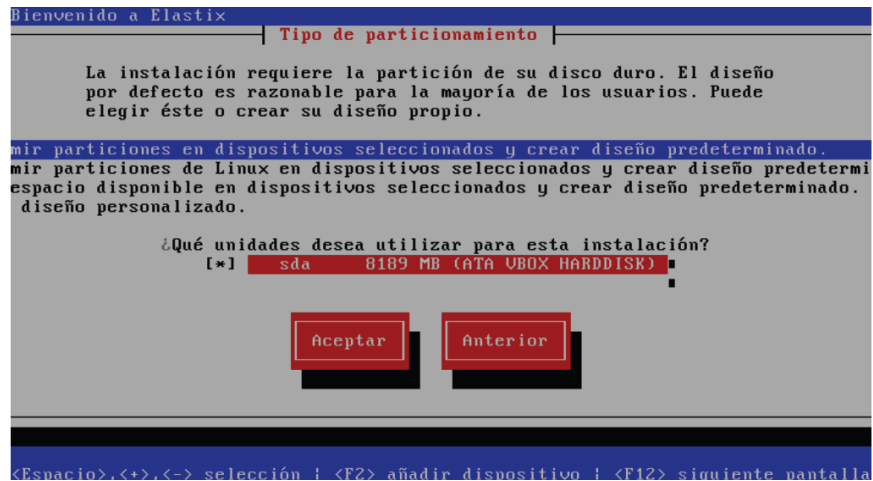 Bienvenido a Elastix
Tipo de particionamiento
La instalación requiere la partición de su disco duro. El diseño
por defecto es razonable para la mayoría de los usuarios. Puede
elegir éste o crear su diseño propio.
mir particiones en dispositivos seleccionados y crear diseño predeterminado.
mir particiones de Linux en dispositivos seleccionados y crear diseño predetermi
espacio disponible en dispositivos seleccionados y crear diseño predeterminado.
diseño personalizado.
¿Qué unidades desea utilizar para esta instalación?
[*] sda 8189 MB (ATA VBOX HARDDISK)
Aceptar Anterior
<Espacio>,<+>,<-> selección | <F2> añadir dispositivo | <F12> siguiente pantalla